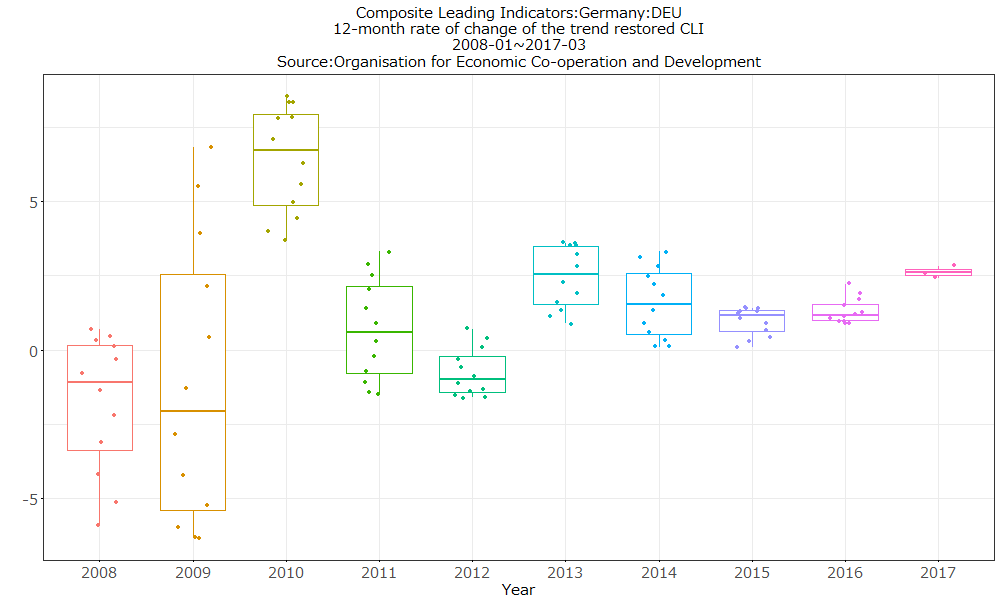 Composite Leading Indicators:Germany:DEU
12-month rate of change of the trend restored CLI
2008-01~2017-03
Source:Organisation for Economic Co-operation and Development
5
0
-5
2008 2009 2010 2011 2012 2013 2014 2015 2016 2017
Year